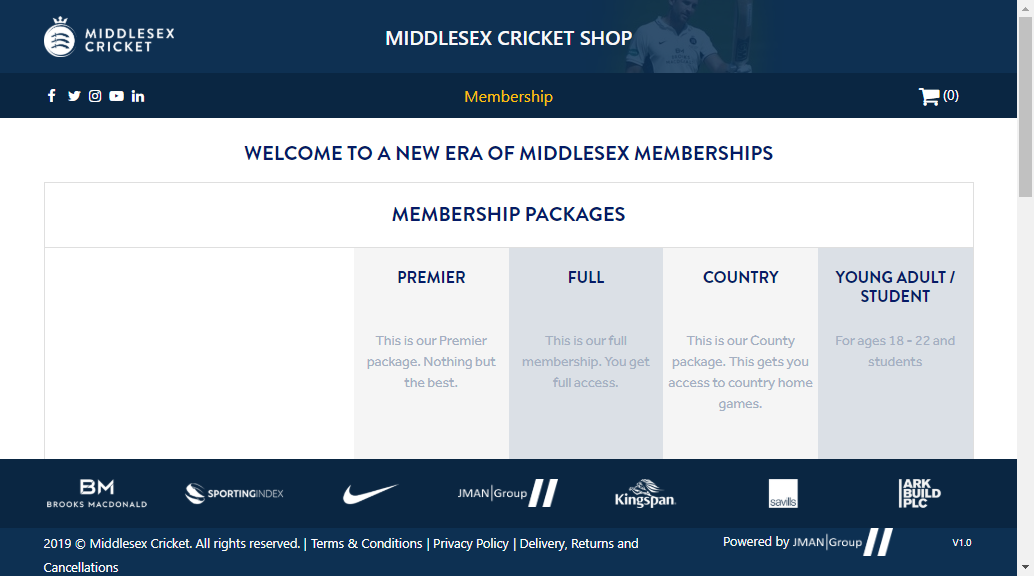 MIDDLESEX
CRICKET
MIDDLESEX CRICKET SHOP
Membership
(0)
WELCOME TO A NEW ERA OF MIDDLESEX MEMBERSHIPS
MEMBERSHIP PACKAGES
PREMIER
This is our Premier
package. Nothing but
the best.
FULL
This is our full
membership. You get
full access.
COUNTRY
This is our County
package. This gets you
access to country home
games.
YOUNG ADULT /
STUDENT
For ages 18 - 22 and
students
BM
BROOKS MACDONALD
SPORTINGINDEX
JMAN|Group
Kingspan
savills
ARK
BUILD
PLC
2019 © Middlesex Cricket. All rights reserved. | Terms & Conditions | Privacy Policy | Delivery, Returns and
Cancellations
Powered by JMAN|Group
V1.0